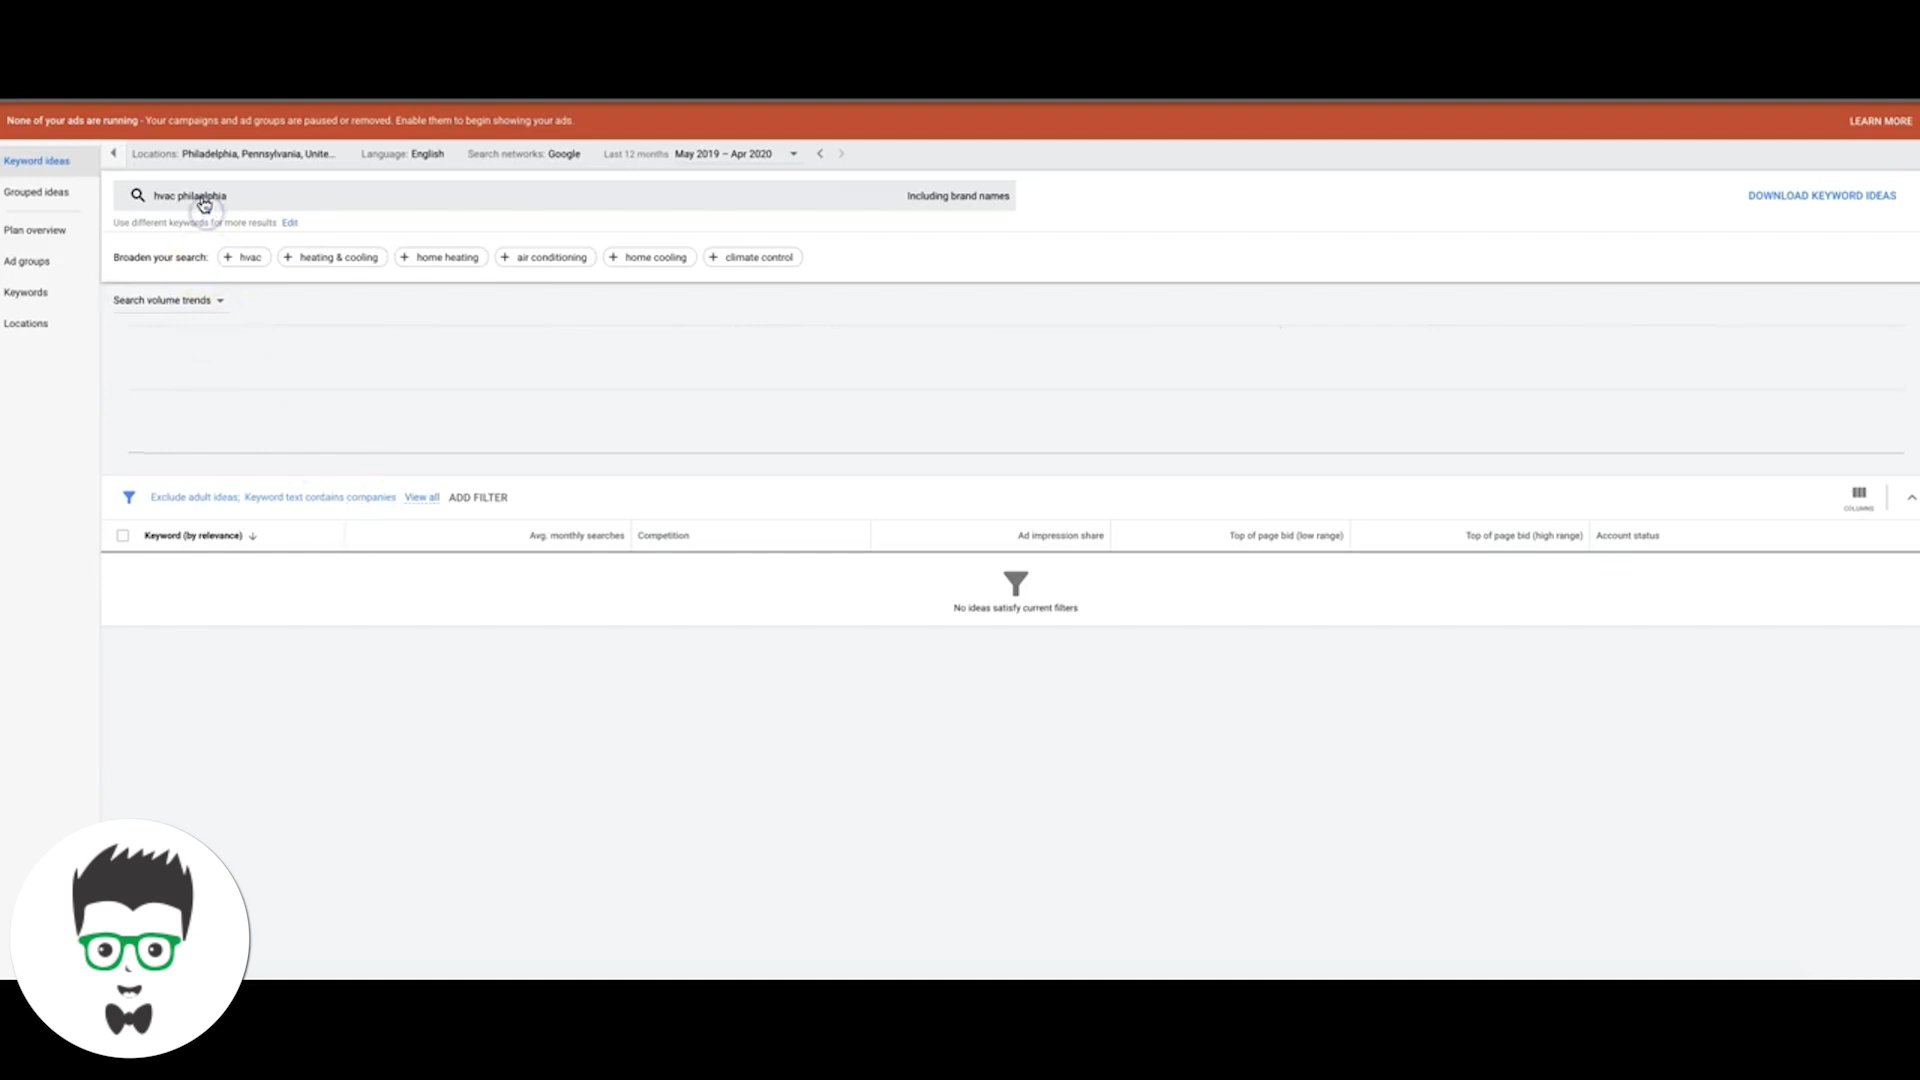 None of your ads are running - Your campaigns and ad groups are paused or removed. Enable them to begin showing your ads. LEARN MORE
Keyword ideas
Grouped ideas
Plan overview
Ad groups
Keywords
Locations
Locations: Philadelphia, Pennsylvania, Unite... Language: English Search networks: Google Last 12 months May 2019 – Apr 2020
hvac philadelphia Including brand names DOWNLOAD KEYWORD IDEAS
Use different keywords for more results Edit
Broaden your search: + hvac + heating & cooling + home heating + air conditioning + home cooling + climate control
Search volume trends
Exclude adult ideas; Keyword text contains companies View all ADD FILTER COLUMNS
Keyword (by relevance) Avg. monthly searches Competition Ad impression share Top of page bid (low range) Top of page bid (high range) Account status
No ideas satisfy current filters